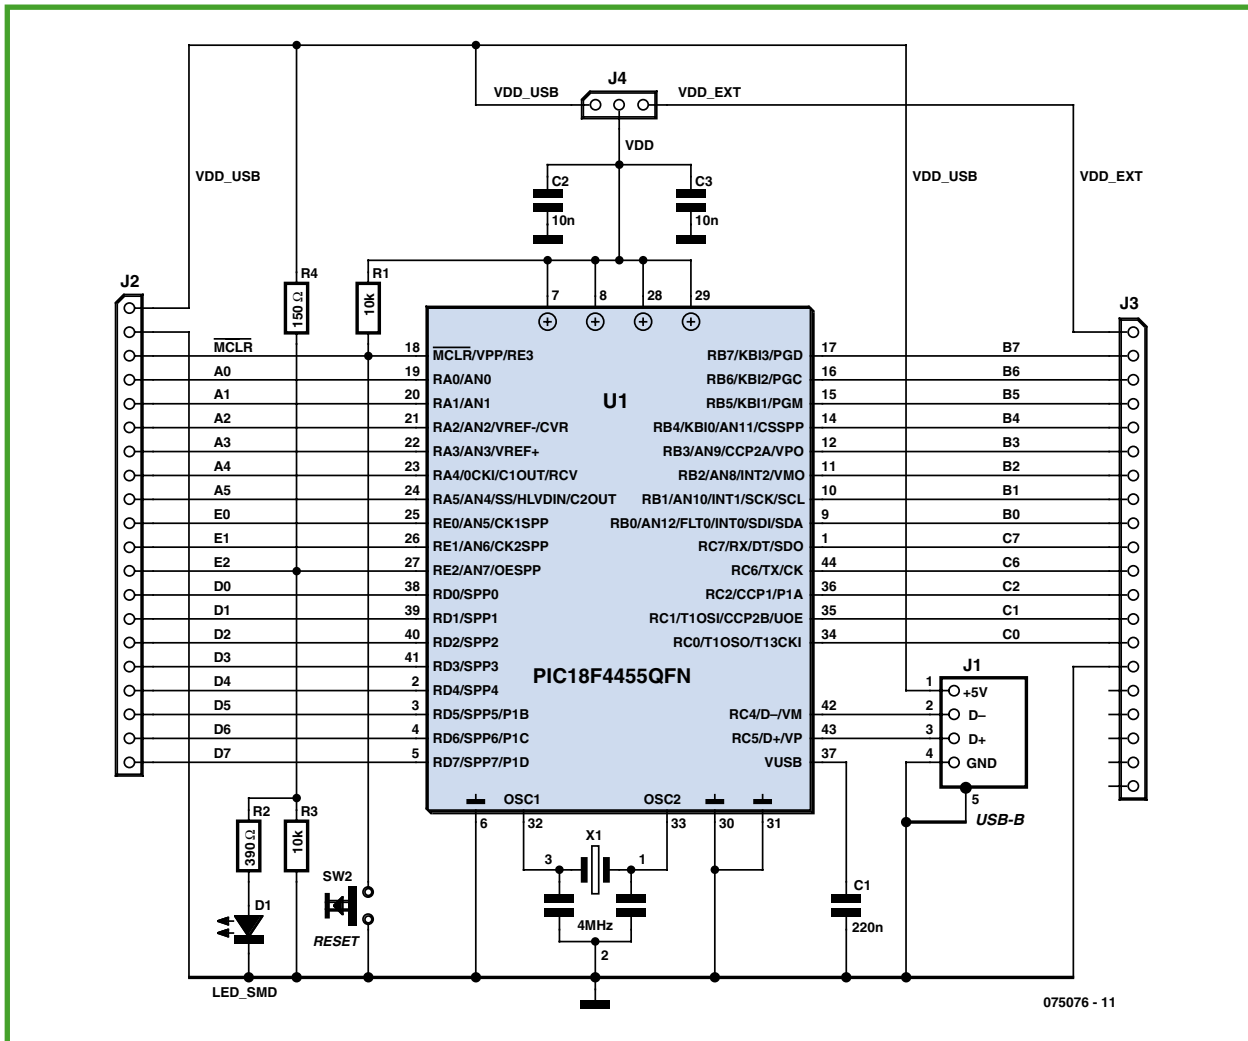 J4
VDD_USB
VDD_EXT
VDD
VDD_USB
VDD_USB
VDD_EXT
C2
10n
C3
10n
J2
R4
150 Ω
R1
10k
7
8
28
29
J3
MCLR
18
MCLR/VPP/RE3
A0
19
RA0/AN0
A1
20
RA1/AN1
A2
21
RA2/AN2/VREF-/CVR
A3
22
RA3/AN3/VREF+
A4
23
RA4/0CKI/C1OUT/RCV
A5
24
RA5/AN4/SS/HLVDIN/C2OUT
E0
25
RE0/AN5/CK1SPP
E1
26
RE1/AN6/CK2SPP
E2
27
RE2/AN7/OESPP
D0
38
RD0/SPP0
D1
39
RD1/SPP1
D2
40
RD2/SPP2
D3
41
RD3/SPP3
D4
2
RD4/SPP4
D5
3
RD5/SPP5/P1B
D6
4
RD6/SPP6/P1C
D7
5
RD7/SPP7/P1D
U1
PIC18F4455QFN
RB7/KBI3/PGD
17
B7
RB6/KBI2/PGC
16
B6
RB5/KBI1/PGM
15
B5
RB4/KBI0/AN11/CSSPP
14
B4
RB3/AN9/CCP2A/VPO
12
B3
RB2/AN8/INT2/VMO
11
B2
RB1/AN10/INT1/SCK/SCL
10
B1
RB0/AN12/FLT0/INT0/SDI/SDA
9
B0
RC7/RX/DT/SDO
1
C7
RC6/TX/CK
44
C6
RC2/CCP1/P1A
36
C2
RC1/T1OSI/CCP2B/UOE
35
C1
RC0/T1OSO/T13CKI
34
C0
RC4/D–/VM
42
RC5/D+/VP
43
VUSB
37
J1
1
+5V
2
D–
3
D+
4
GND
5
USB-B
OSC1
OSC2
6
32
33
30
31
X1
3
1
4MHz
2
R2
390 Ω
R3
10k
D1
LED_SMD
SW2
RESET
C1
220n
075076 - 11